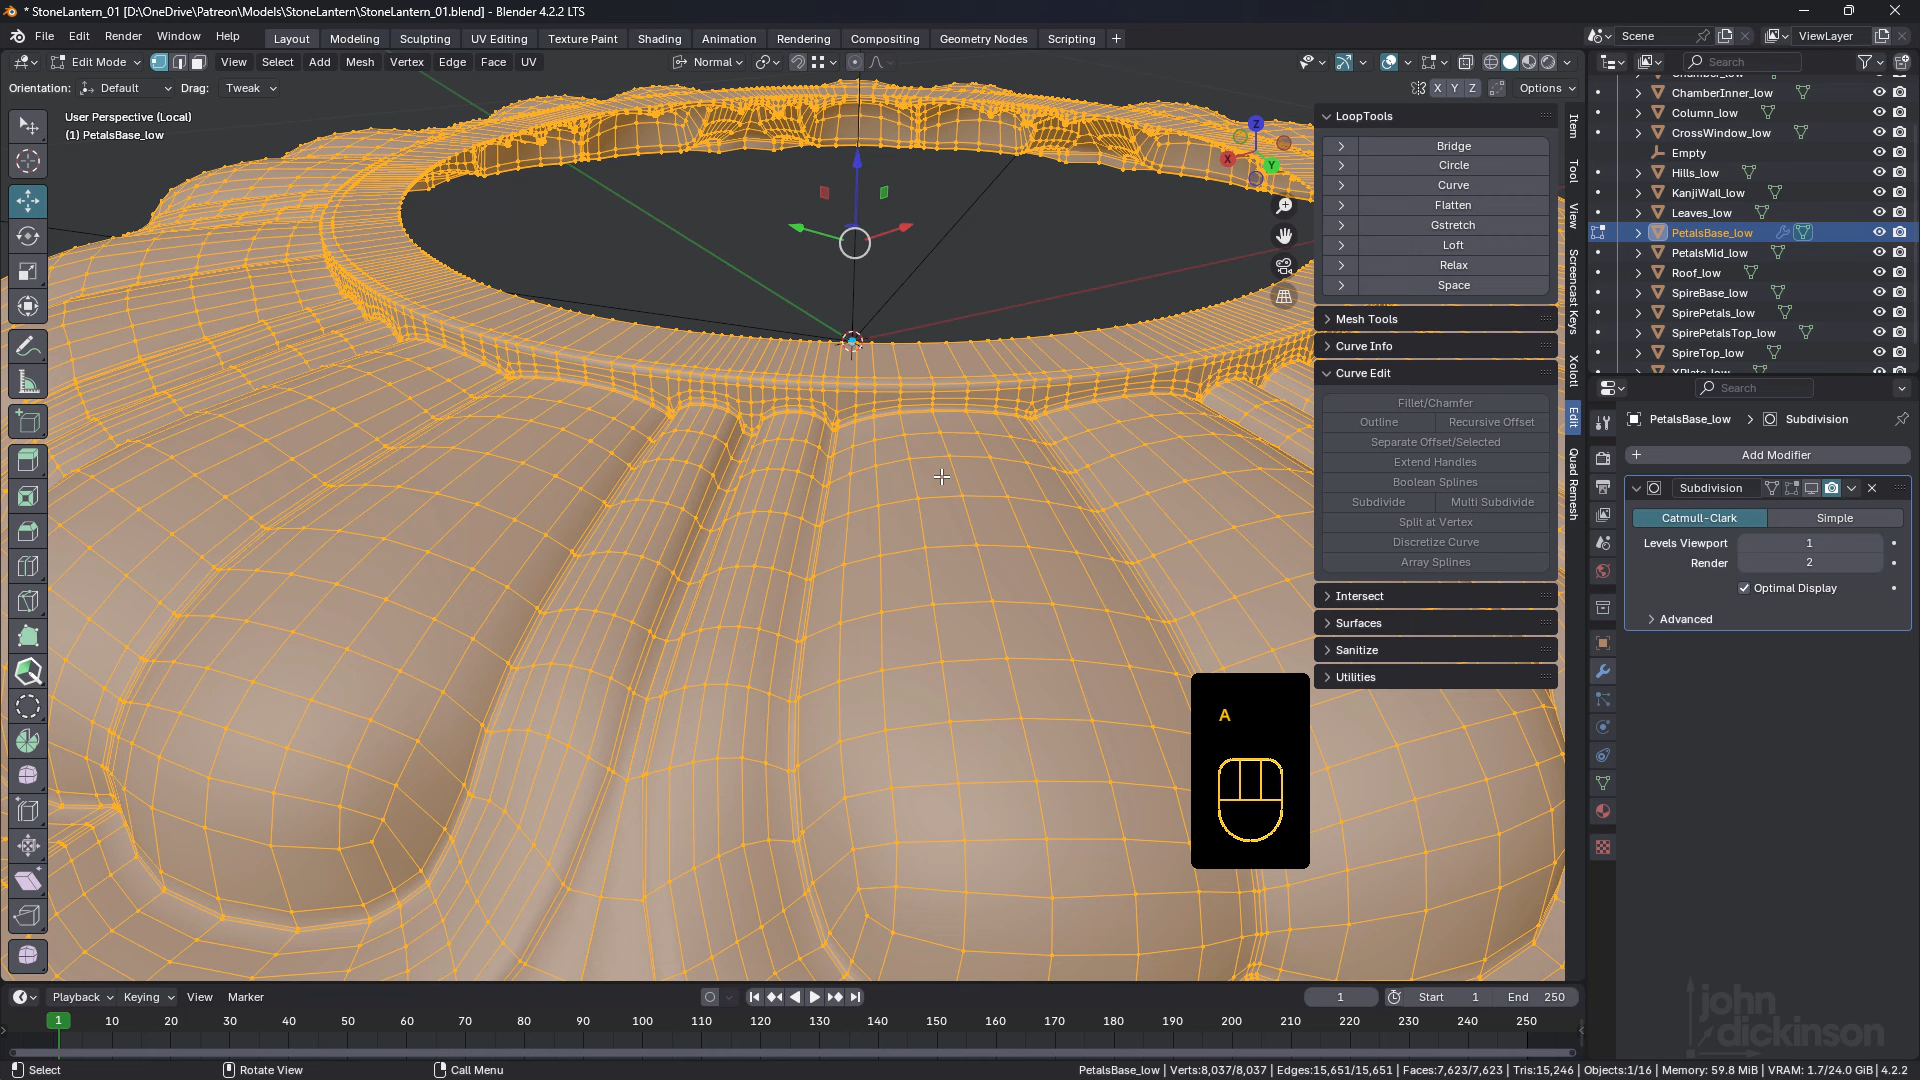 * StoneLantern_01 [D:\OneDrive\Patreon\Models\StoneLantern\StoneLantern_01.blend] - Blender 4.2.2 LTS
File Edit Render Window Help Layout Modeling Sculpting UV Editing Texture Paint Shading Animation Rendering Compositing Geometry Nodes Scripting + Scene ViewLayer
Edit Mode View Select Add Mesh Vertex Edge Face UV Normal Search
Orientation: Default Drag: Tweak X Y Z Options
User Perspective (Local)
(1) PetalsBase_low
Z
X
Y
LoopTools
Bridge
Circle
Curve
Flatten
Gstretch
Loft
Relax
Space
Mesh Tools
Curve Info
Curve Edit
Fillet/Chamfer
Outline Recursive Offset
Separate Offset/Selected
Extend Handles
Boolean Splines
Subdivide Multi Subdivide
Split at Vertex
Discretize Curve
Array Splines
Intersect
Surfaces
Sanitize
Utilities
Item
Tool
View
Screencast Keys
Xolotl
Edit
Quad Remesh
ChamberInner_low
Column_low
CrossWindow_low
Empty
Hills_low
KanjiWall_low
Leaves_low
PetalsBase_low
PetalsMid_low
Roof_low
SpireBase_low
SpirePetals_low
SpirePetalsTop_low
SpireTop_low
Search
PetalsBase_low > Subdivision
+ Add Modifier
Subdivision
Catmull-Clark Simple
Levels Viewport 1
Render 2
Optimal Display
Advanced
A
Playback Keying View Marker 1 Start 1 End 250
1 10 20 30 40 50 60 70 80 90 100 110 120 130 140 150 160 170 180 190 200 210 220 230 240 250
john
dickinson
Select Rotate View Call Menu PetalsBase_low | Verts:8,037/8,037 | Edges:15,651/15,651 | Faces:7,623/7,623 | Tris:15,246 | Objects:1/16 | Memory: 59.8 MiB | VRAM: 1.7/24.0 GiB | 4.2.2